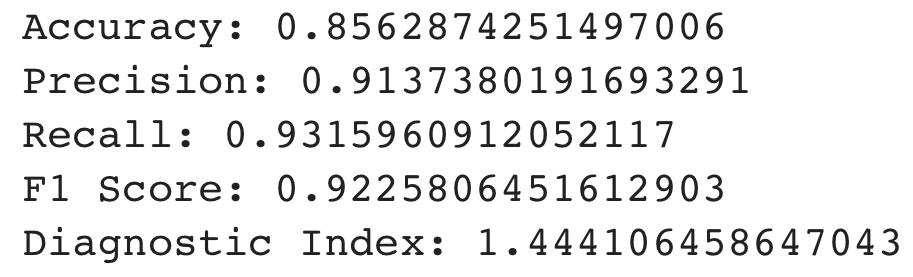 Accuracy: 0.8562874251497006
Precision: 0.9137380191693291
Recall: 0.9315960912052117
F1 Score: 0.9225806451612903
Diagnostic Index: 1.444106458647043